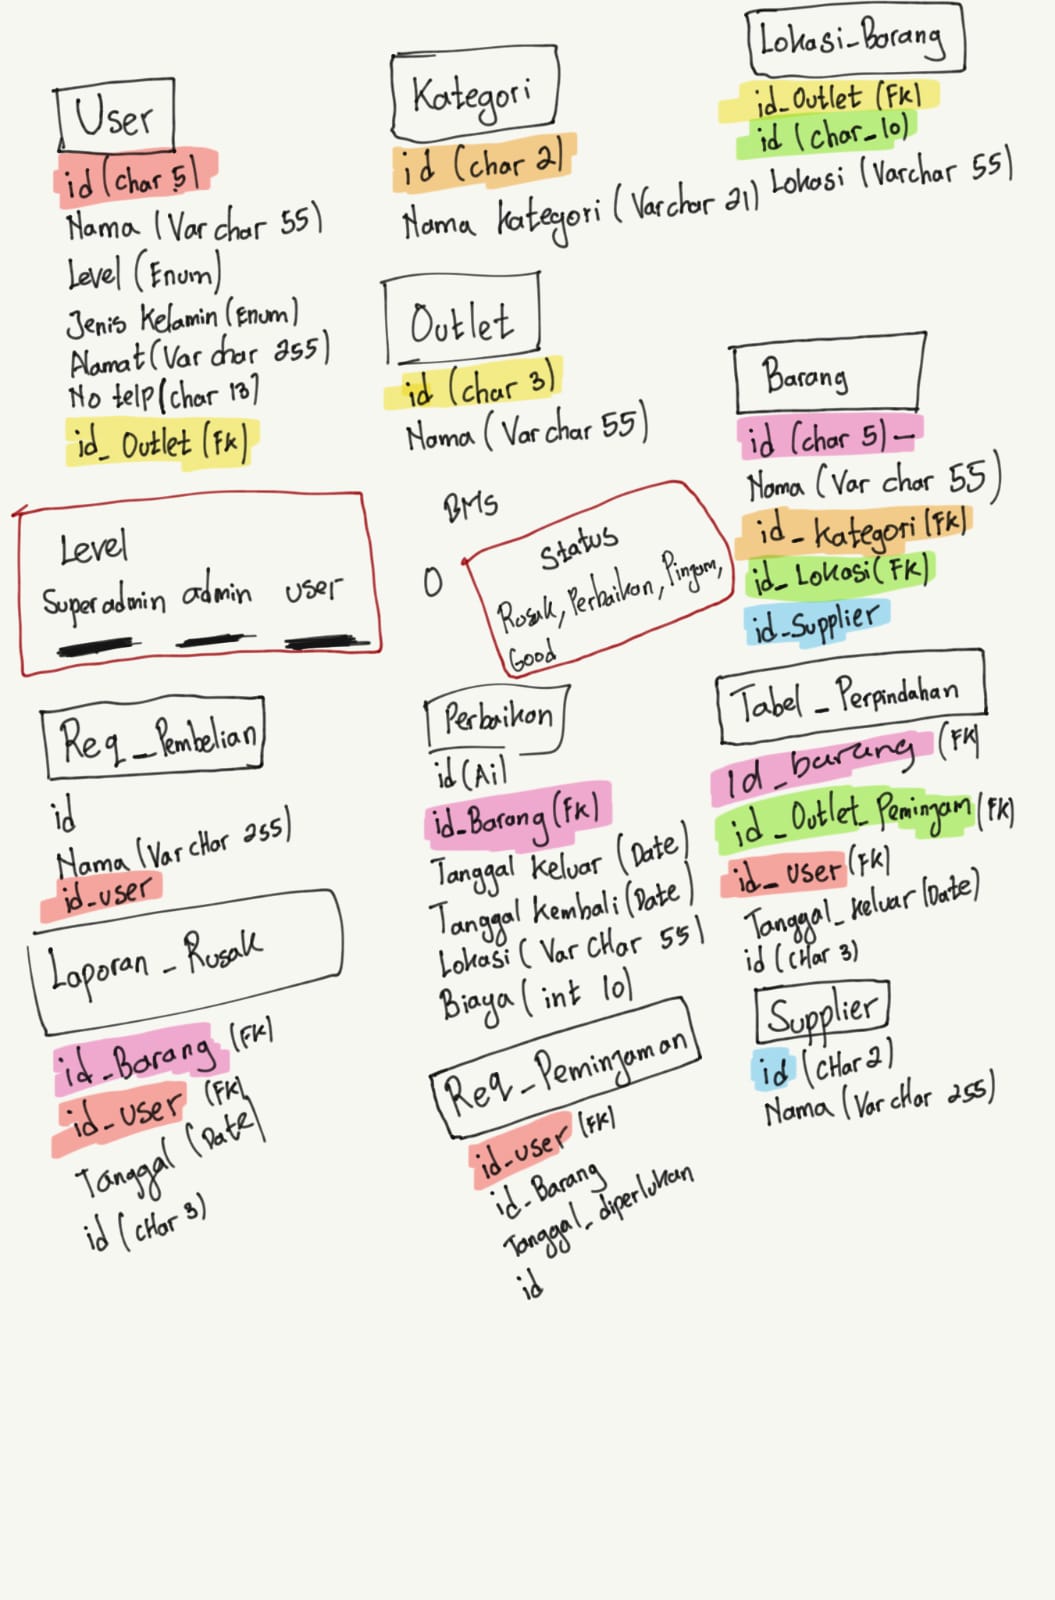 User
id (char 5)
Nama (Var char 55)
Level (Enum)
Jenis Kelamin (Enum)
Alamat (Var char 255)
No telp (char 13)
id_Outlet (Fk)
Kategori
id (char 2)
Nama kategori (Varchar 21)
Lokasi_Barang
id_Outlet (FK)
id (char_10)
Lokasi (Varchar 55)
Outlet
id (char 3)
Nama (Varchar 55)
Barang
id (char 5) –
Nama (Var char 55)
id_kategori (FK)
id_Lokasi (FK)
id_Supplier
Level
Superadmin admin user
BMS
0
Status
Rusak, Perbaikan, Pinjam,
Good
Req_Pembelian
id
Nama (VarcHar 255)
id_user
Perbaikan
id (Ai)
id_Barang (Fk)
Tanggal keluar (Date)
Tanggal kembali (Date)
Lokasi (Var CHar 55)
Biaya (int 10)
Tabel_Perpindahan
Id_barang (FK)
id_Outlet_Peminjam (FK)
id_User (FK)
Tanggal_keluar (Date)
id (cHar 3)
Laporan_Rusak
id_Barang (FK)
id_user (FK)
Tanggal (Date)
id (cHar 3)
Req_Peminjaman
id_user (FK)
id_Barang
Tanggal_diperlukan
id
Supplier
id (CHar 2)
Nama (Var cHar 255)